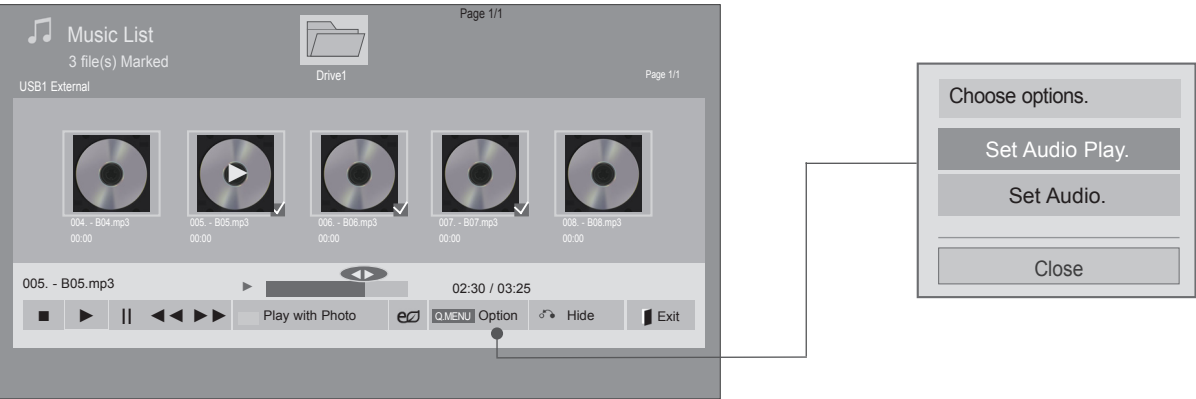 Page 1/1
Music List
3 file(s) Marked
Drive1
USB1 External
Page 1/1
004. - B04.mp3
00:00
005. - B05.mp3
00:00
006. - B06.mp3
00:00
007. - B07.mp3
00:00
008. - B08.mp3
00:00
005. - B05.mp3
02:30 / 03:25
Play with Photo
Q.MENU Option
Hide
Exit
Choose options.
Set Audio Play.
Set Audio.
Close